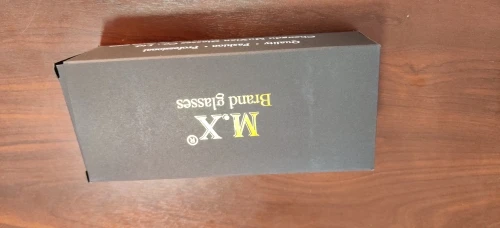 M.X®
Brand glasses
Quality · Fashion · Professional